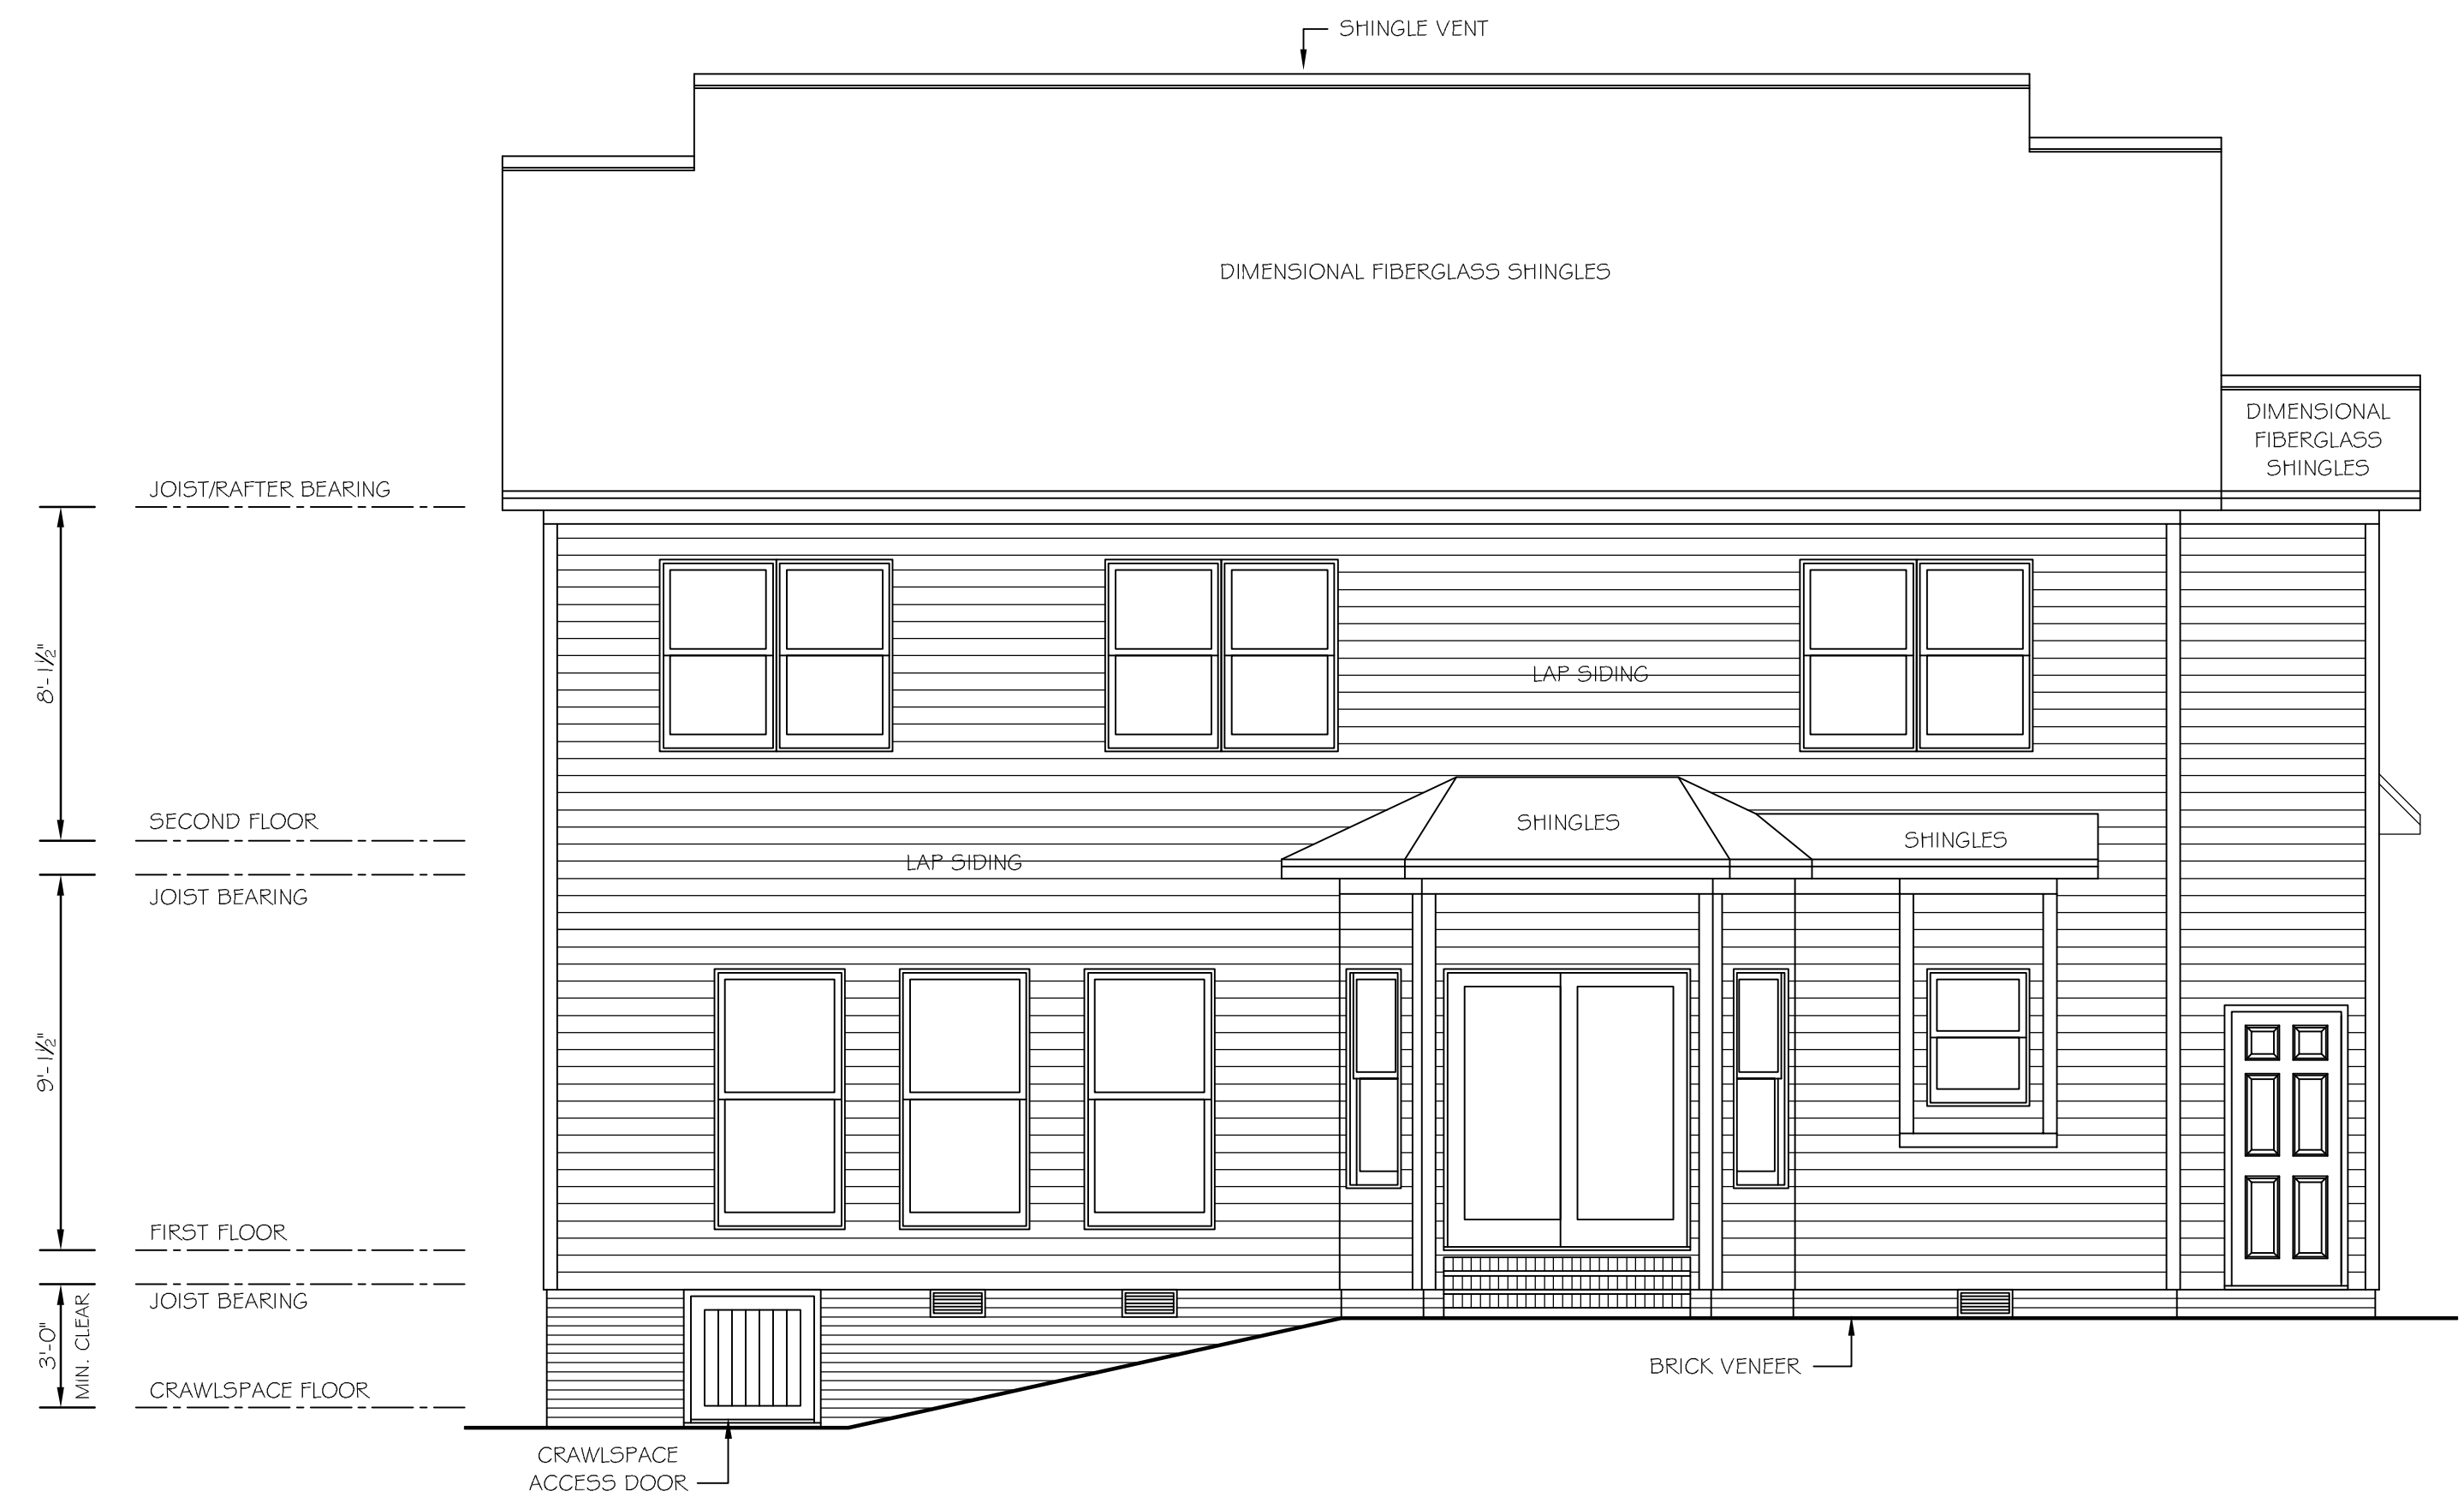 SHINGLE VENT
DIMENSIONAL FIBERGLASS SHINGLES
DIMENSIONAL
FIBERGLASS
SHINGLES
JOIST/RAFTER BEARING
8'-1½"
LAP SIDING
SECOND FLOOR
SHINGLES
SHINGLES
LAP SIDING
JOIST BEARING
9'-1½"
FIRST FLOOR
JOIST BEARING
3'-0"
MIN. CLEAR
CRAWLSPACE FLOOR
BRICK VENEER
CRAWLSPACE
ACCESS DOOR